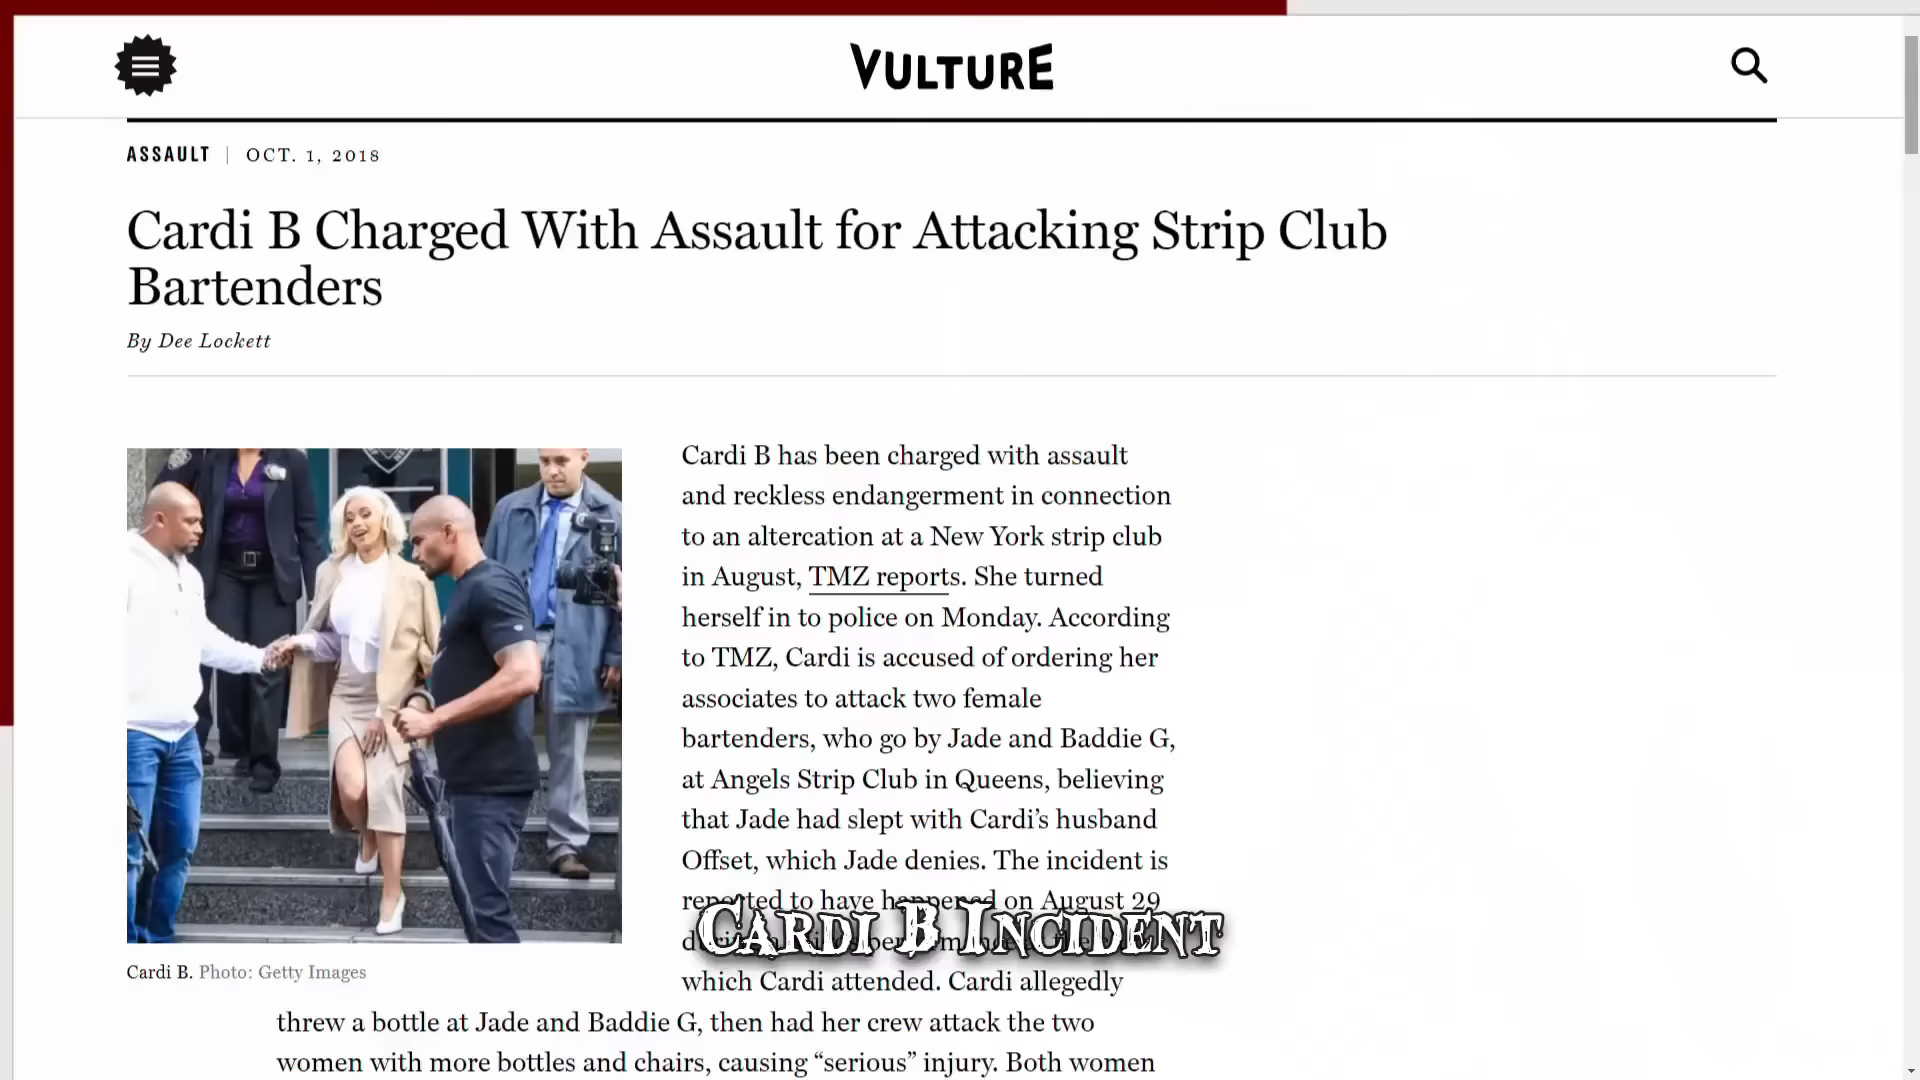 VULTURE
ASSAULT | OCT. 1, 2018
Cardi B Charged With Assault for Attacking Strip Club
Bartenders
By Dee Lockett
Cardi B has been charged with assault
and reckless endangerment in connection
to an altercation at a New York strip club
in August, TMZ reports. She turned
herself in to police on Monday. According
to TMZ, Cardi is accused of ordering her
associates to attack two female
bartenders, who go by Jade and Baddie G,
at Angels Strip Club in Queens, believing
that Jade had slept with Cardi’s husband
Offset, which Jade denies. The incident is
reported to have happened on August 29
Cardi B Incident
which Cardi attended. Cardi allegedly
Cardi B. Photo: Getty Images
threw a bottle at Jade and Baddie G, then had her crew attack the two
women with more bottles and chairs, causing “serious” injury. Both women